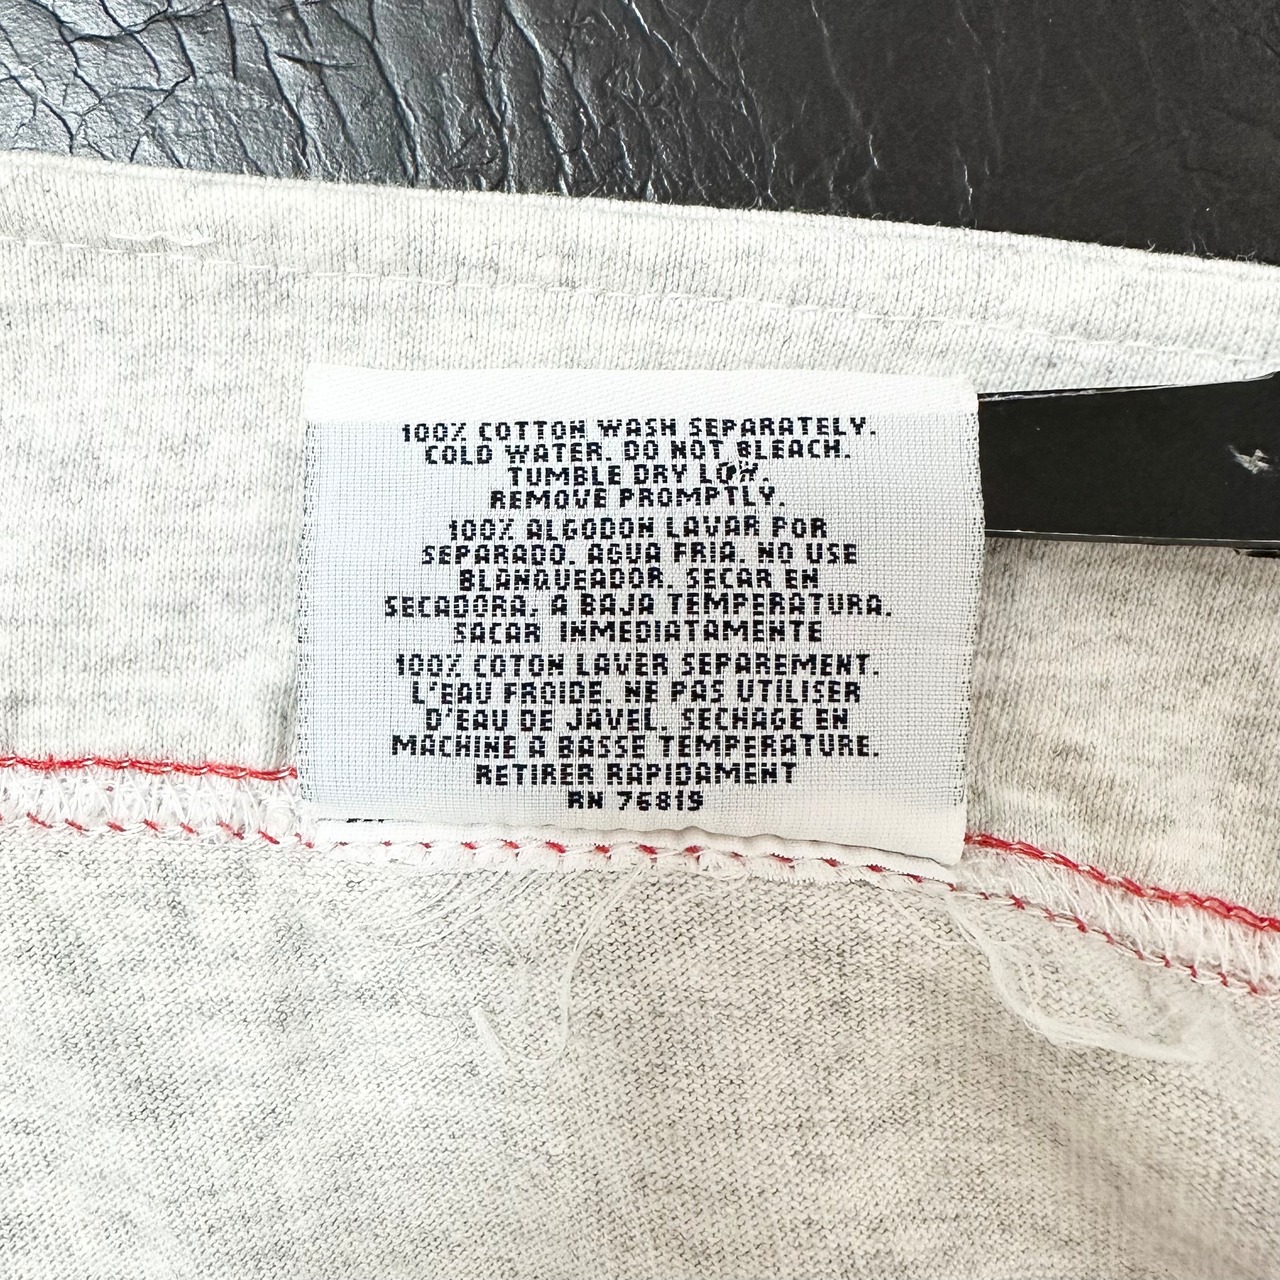 100% COTTON WASH SEPARATELY.
COLD WATER. DO NOT BLEACH.
TUMBLE DRY LOW.
REMOVE PROMPTLY.
100% ALGODON LAVAR POR
SEPARADO. AGUA FRIA. NO USE
BLANQUEADOR. SECAR EN
SECADORA, A BAJA TEMPERATURA.
SACAR INMEDIATAMENTE
100% COTON LAVER SEPAREMENT.
L'EAU FROIDE. NE PAS UTILISER
D'EAU DE JAVEL. SECHAGE EN
MACHINE A BASSE TEMPERATURE.
RETIRER RAPIDAMENT
RN 76819